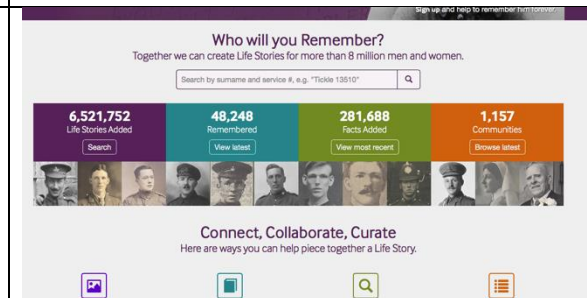 Sign up and help to remember him forever.
Who will you Remember?
Together we can create Life Stories for more than 8 million men and women.
Search by surname and service #, e.g. "Tickle 13510"
6,521,752
Life Stories Added
Search
48,248
Remembered
View latest
281,688
Facts Added
View most recent
1,157
Communities
Browse latest
Connect, Collaborate, Curate
Here are ways you can help piece together a Life Story.